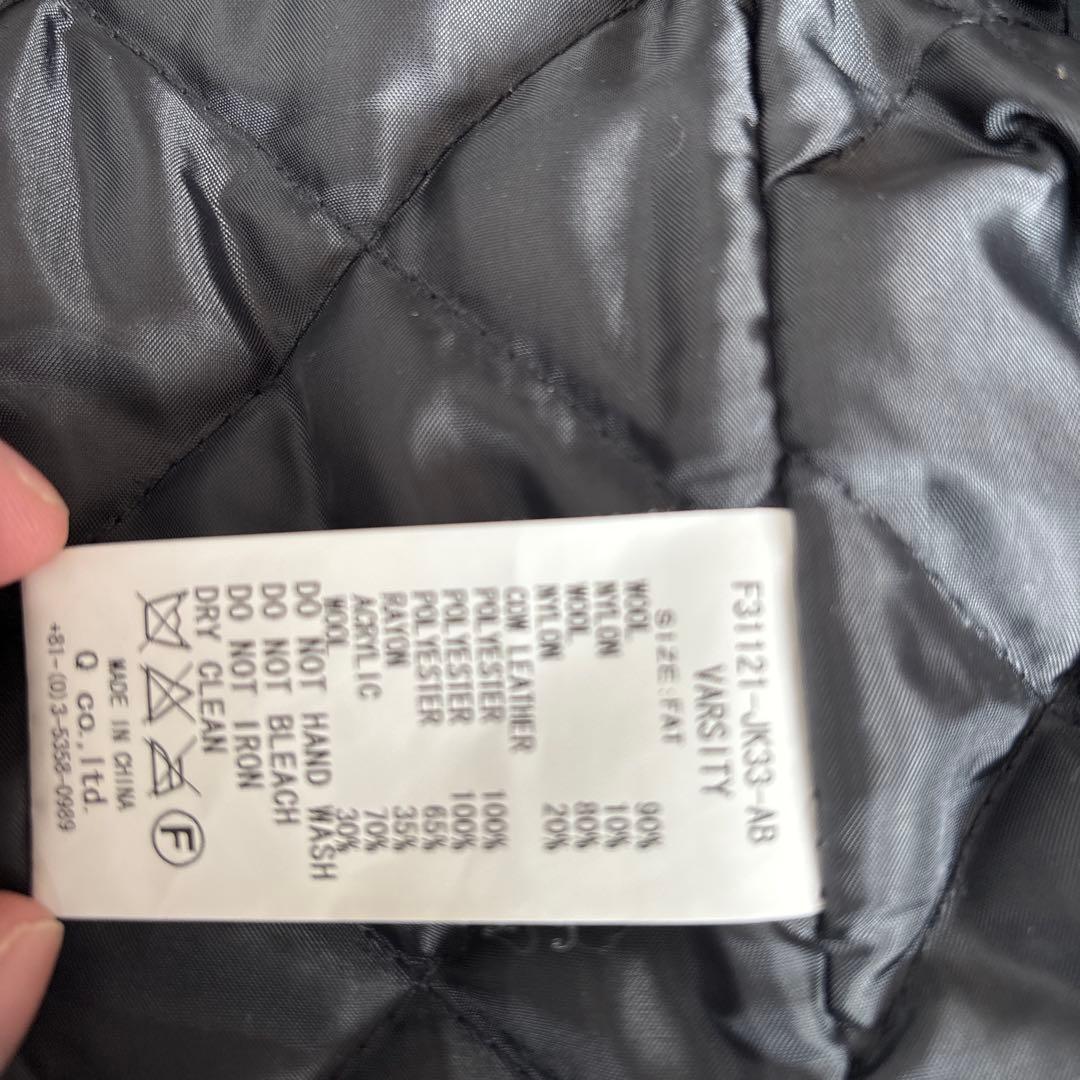 F31121-JK33-AB
VARSITY
SIZE:FAT
WOOL 90%
NYLON 10%
WOOL 80%
NYLON 20%
COW LEATHER
POLYESTER 100%
POLYESTER 100%
POLYESTER 65%
RAYON 35%
ACRYLIC 70%
WOOL 30%
DO NOT HAND WASH
DO NOT BLEACH
DO NOT IRON
DRY CLEAN
F
MADE IN CHINA
Q co.,ltd.
+81-(0)3-5358-0989